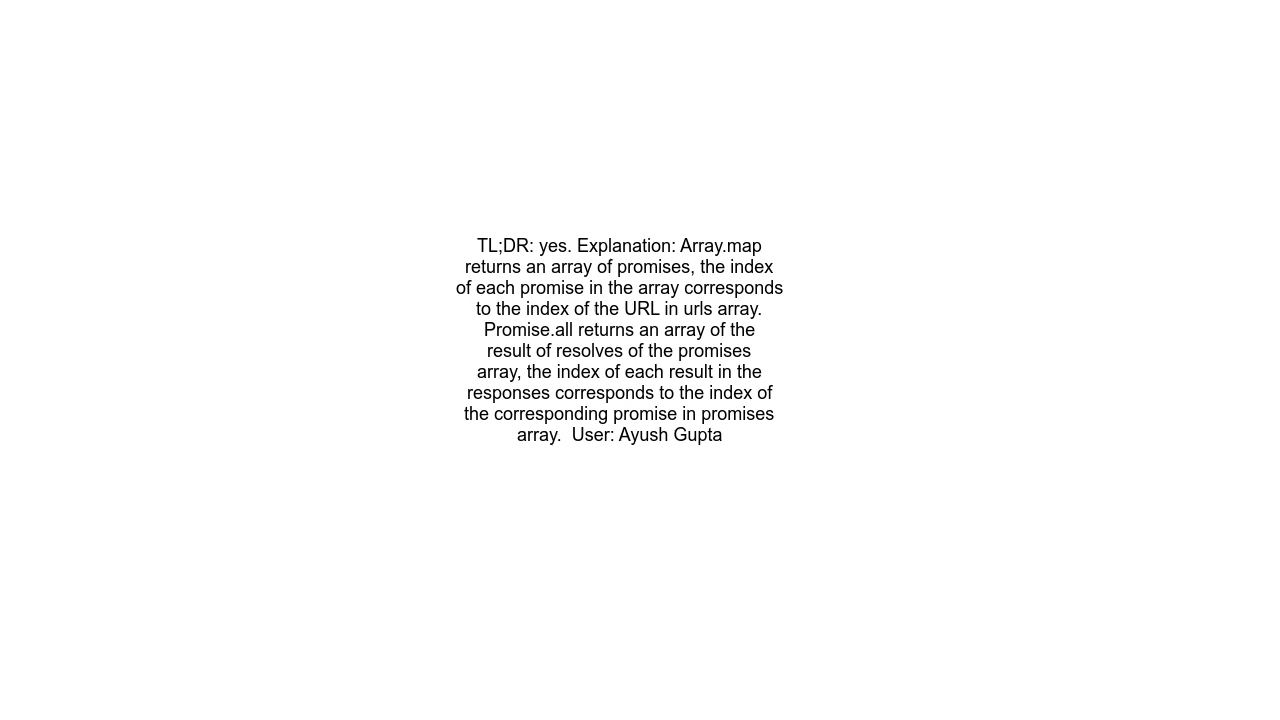 TL;DR: yes. Explanation: Array.map
returns an array of promises, the index
of each promise in the array corresponds
to the index of the URL in urls array.
Promise.all returns an array of the
result of resolves of the promises
array, the index of each result in the
responses corresponds to the index of
the corresponding promise in promises
array.  User: Ayush Gupta